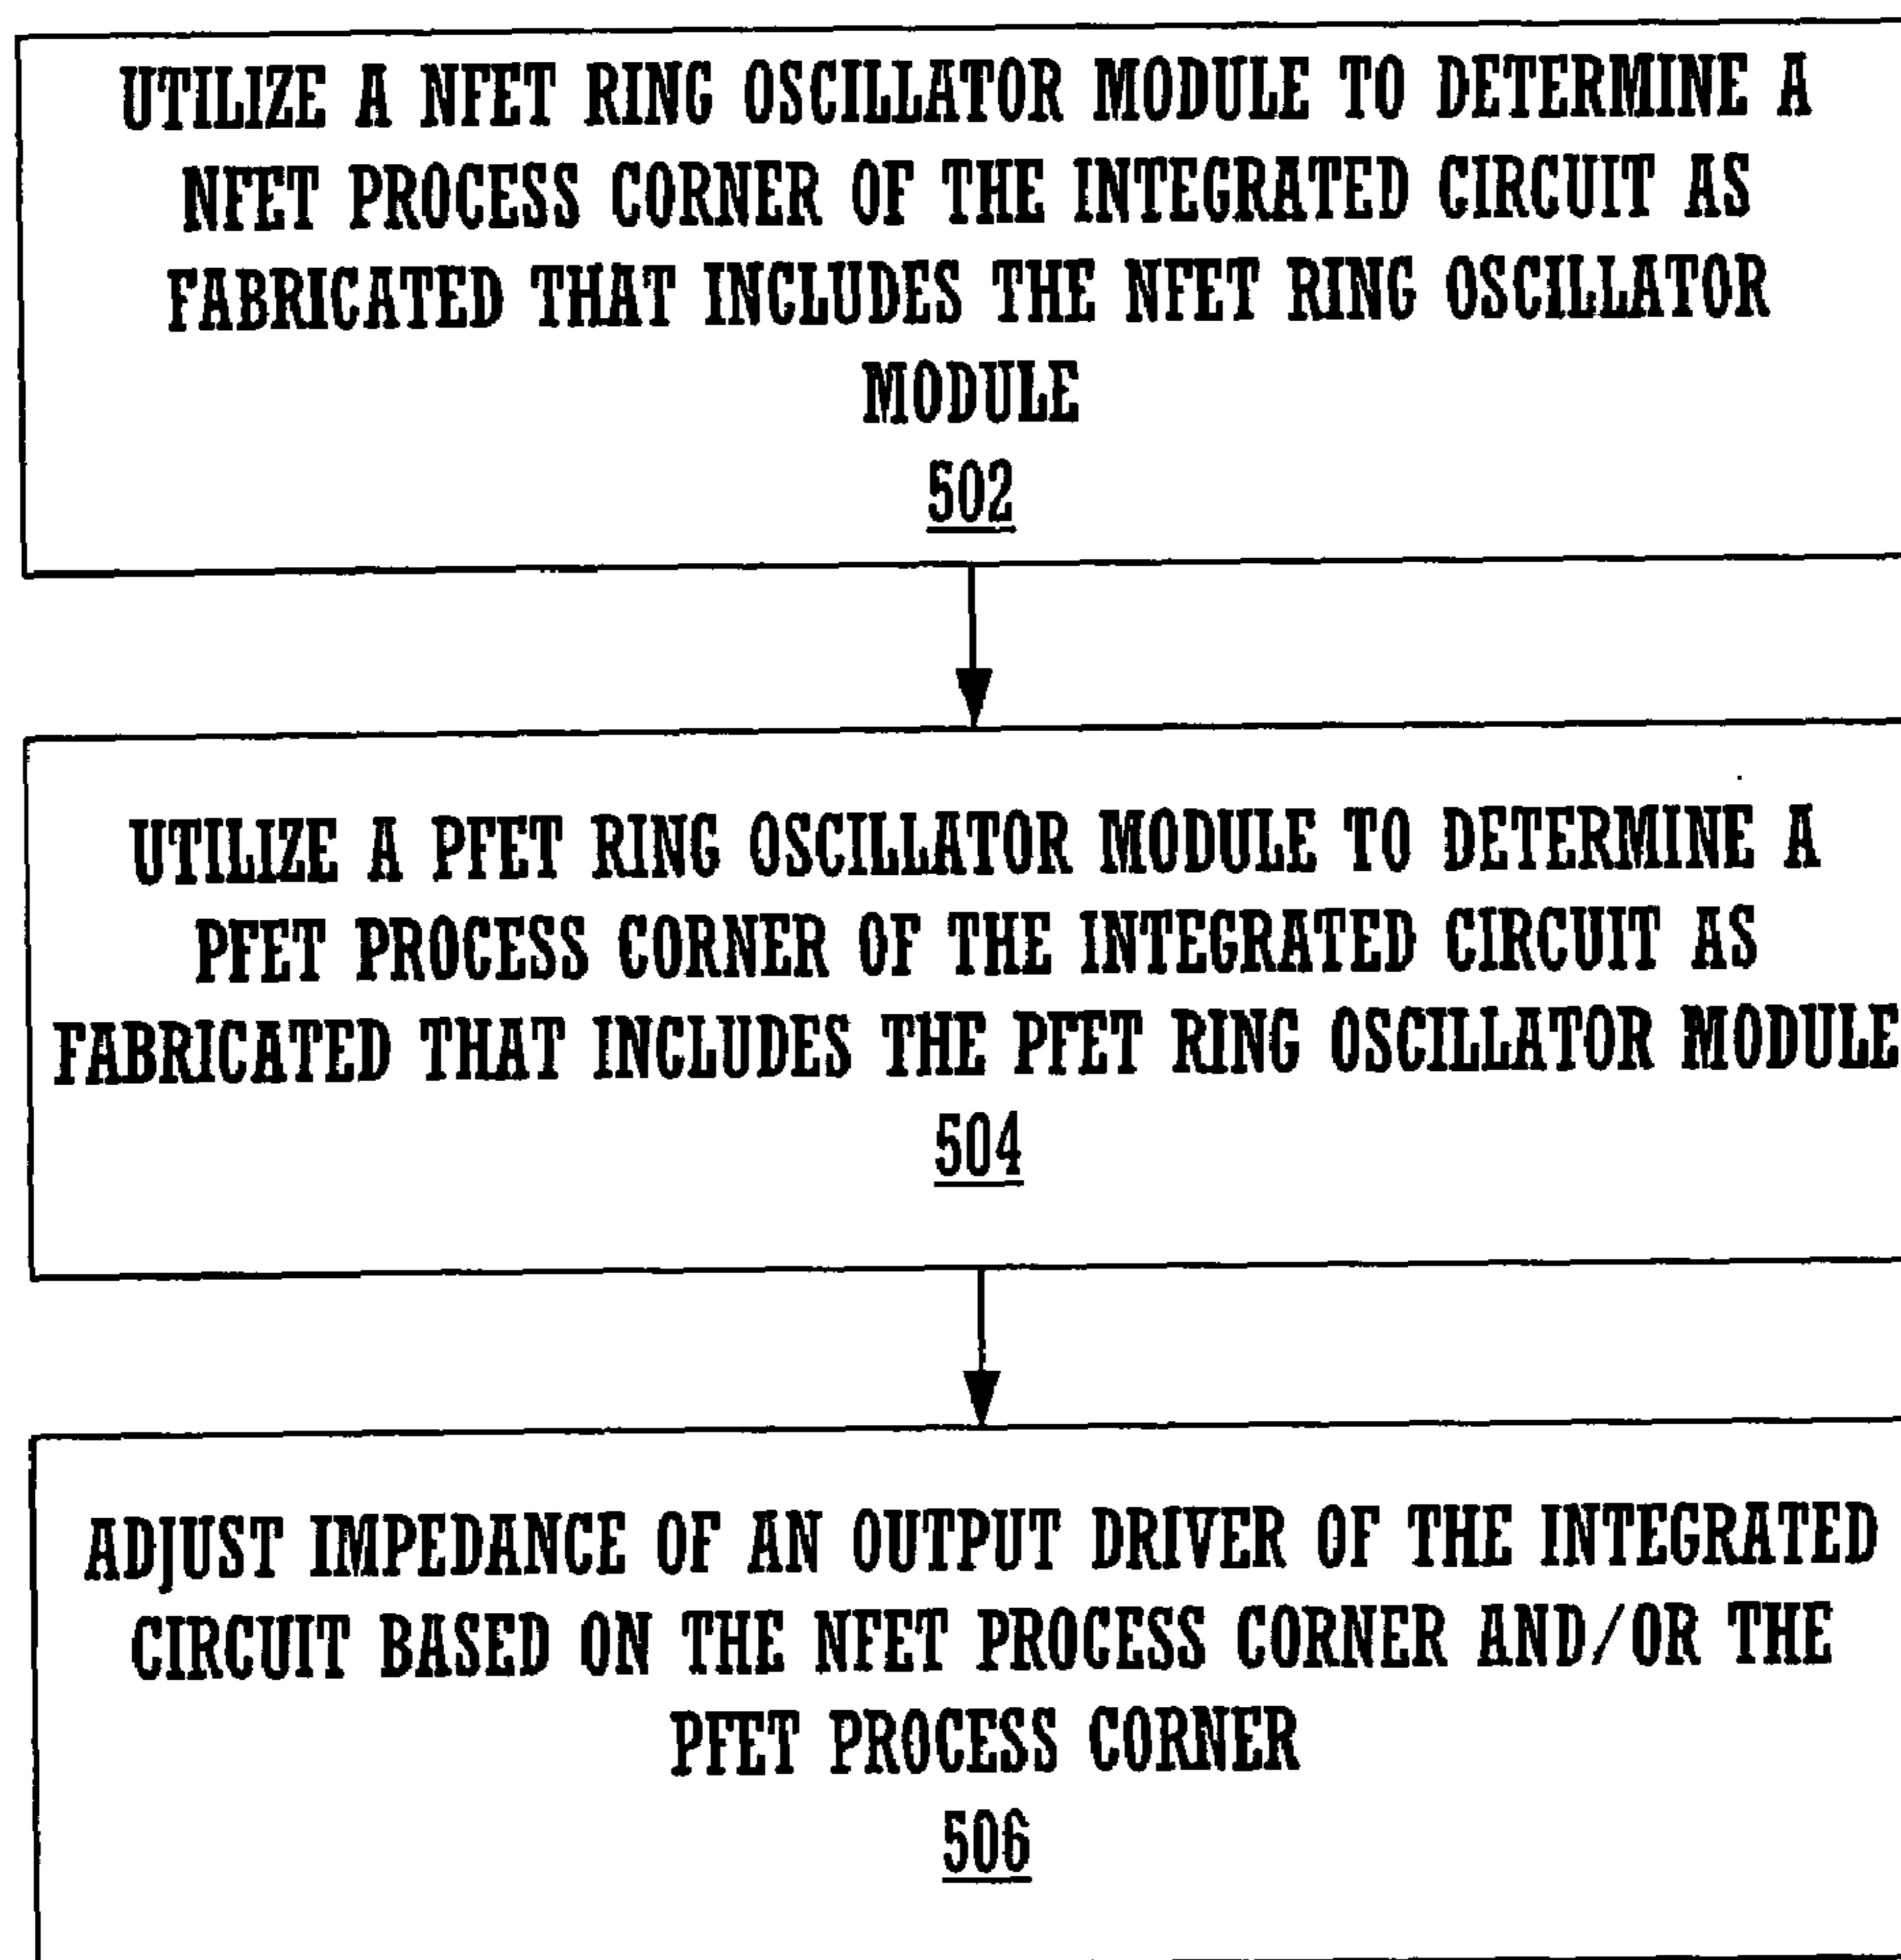 UTILIZE A NFET RING OSCILLATOR MODULE TO DETERMINE A
NFET PROCESS CORNER OF THE INTEGRATED CIRCUIT AS
FABRICATED THAT INCLUDES THE NFET RING OSCILLATOR
MODULE
502
UTILIZE A PFET RING OSCILLATOR MODULE TO DETERMINE A
PFET PROCESS CORNER OF THE INTEGRATED CIRCUIT AS
FABRICATED THAT INCLUDES THE PFET RING OSCILLATOR MODULE
504
ADJUST IMPEDANCE OF AN OUTPUT DRIVER OF THE INTEGRATED
CIRCUIT BASED ON THE NFET PROCESS CORNER AND/OR THE
PFET PROCESS CORNER
506